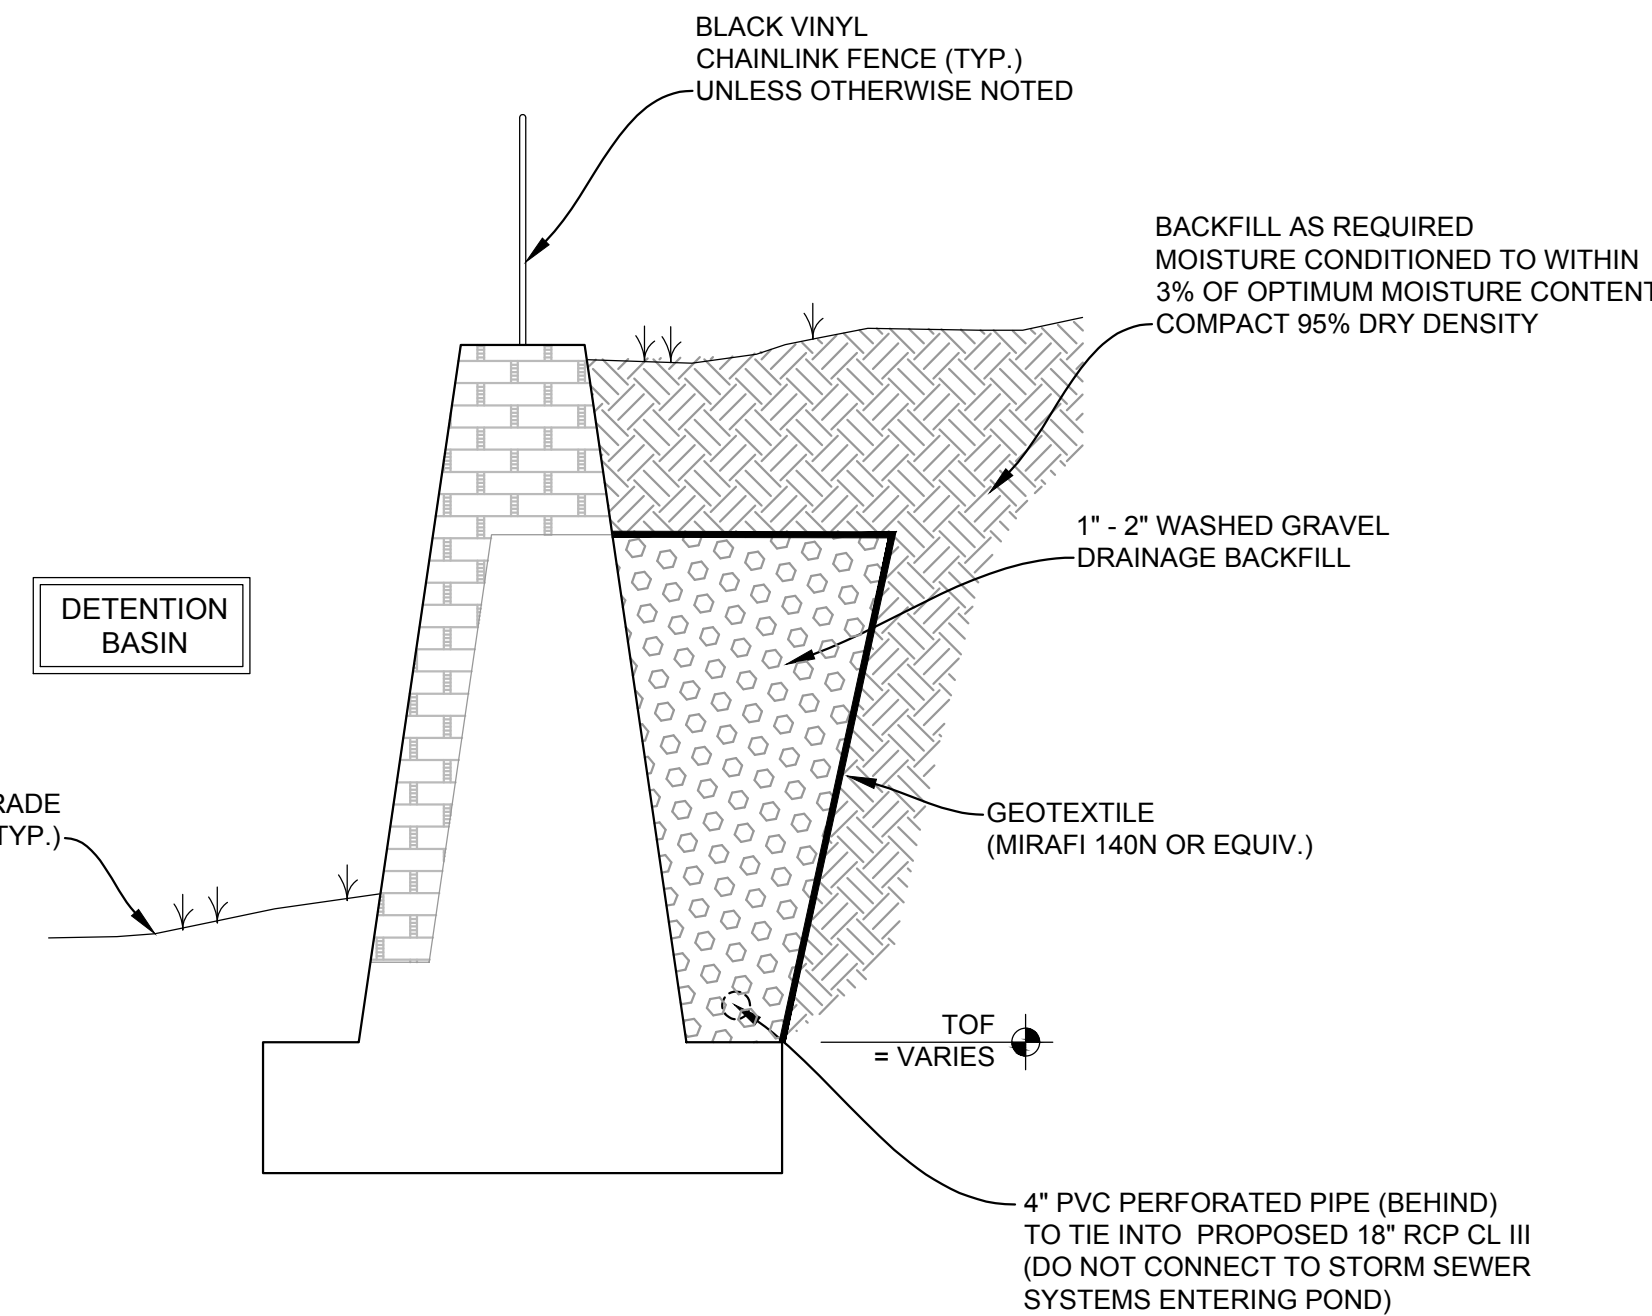 BLACK VINYL
CHAINLINK FENCE (TYP.)
UNLESS OTHERWISE NOTED
BACKFILL AS REQUIRED
MOISTURE CONDITIONED TO WITHIN
3% OF OPTIMUM MOISTURE CONTENT
COMPACT 95% DRY DENSITY
1" - 2" WASHED GRAVEL
DRAINAGE BACKFILL
DETENTION
BASIN
RADE
TYP.)
GEOTEXTILE
(MIRAFI 140N OR EQUIV.)
TOF
= VARIES
4" PVC PERFORATED PIPE (BEHIND)
TO TIE INTO PROPOSED 18" RCP CL III
(DO NOT CONNECT TO STORM SEWER
SYSTEMS ENTERING POND)